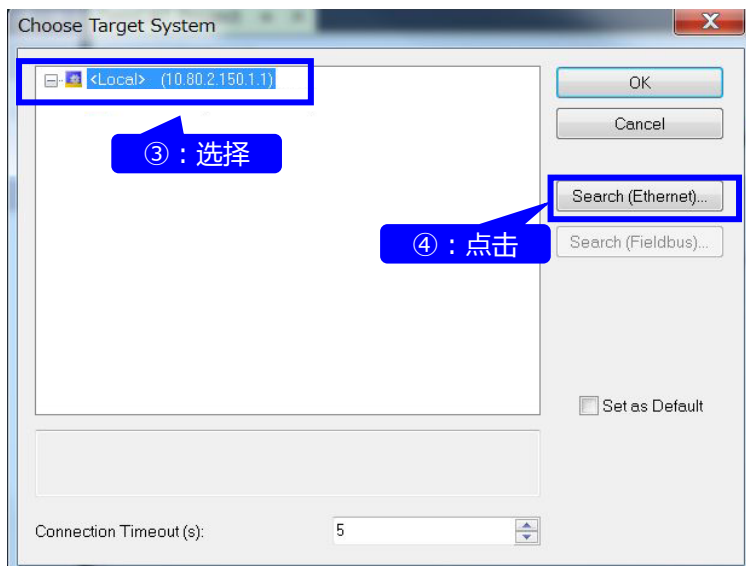 Choose Target System
<Local> (10.80.2.150.1.1)
③：选择
OK
Cancel
Search (Ethernet)...
④：点击
Search (Fieldbus)...
Set as Default
Connection Timeout (s):
5